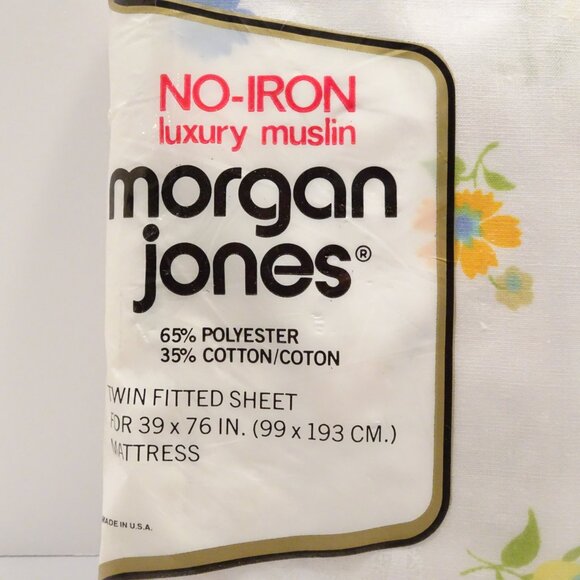 NO-IRON
luxury muslin
morgan
jones®
65% POLYESTER
35% COTTON/COTON
TWIN FITTED SHEET
FOR 39 x 76 IN. (99 x 193 CM.)
MATTRESS
MADE IN U.S.A.